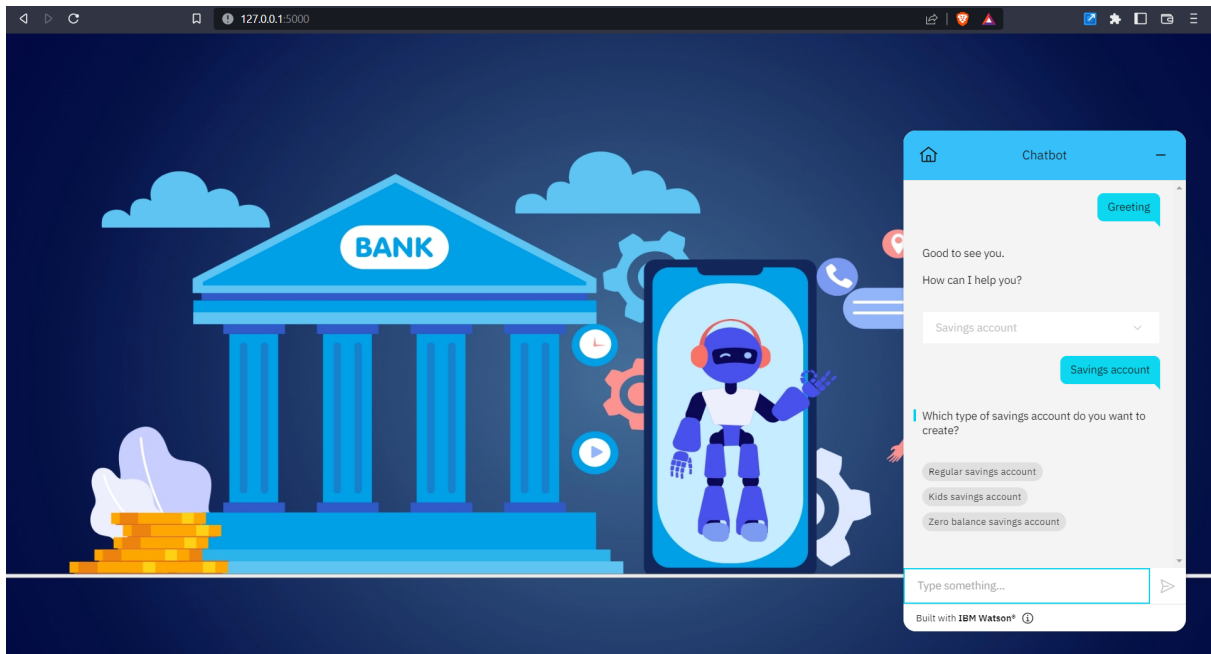 127.0.0.1:5000
BANK
Chatbot
Greeting
Good to see you.
How can I help you?
Savings account
Savings account
Which type of savings account do you want to
create?
Regular savings account
Kids savings account
Zero balance savings account
Type something...
Built with IBM Watson®